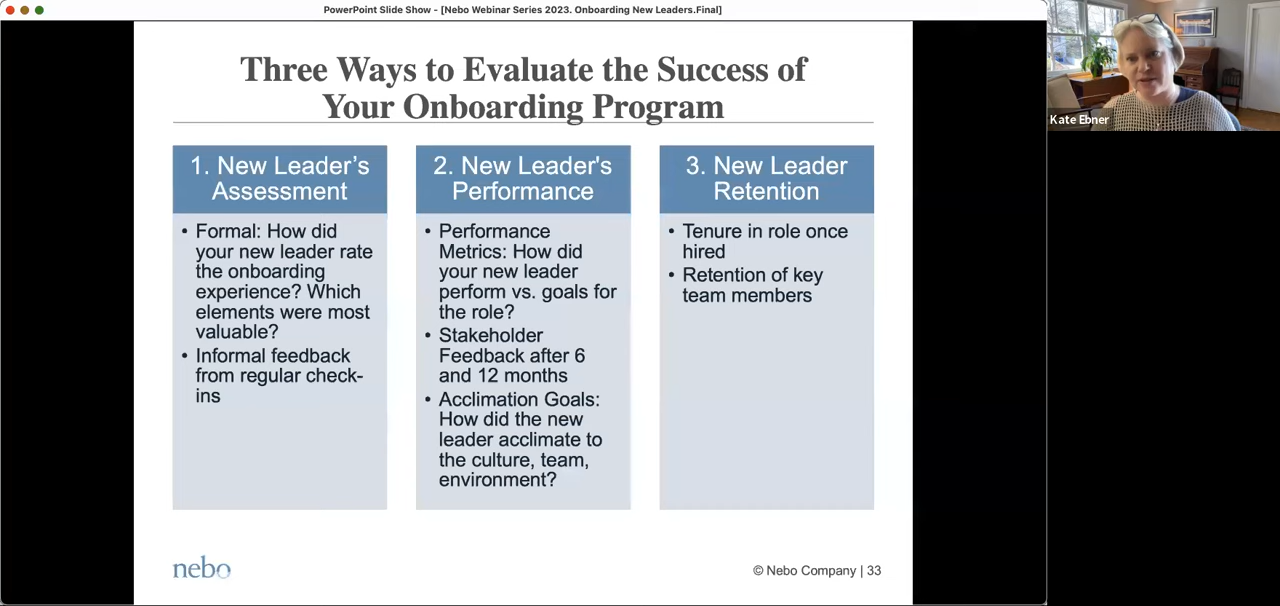 PowerPoint Slide Show - [Nebo Webinar Series 2023. Onboarding New Leaders.Final]
Three Ways to Evaluate the Success of
Your Onboarding Program
1. New Leader’s
Assessment
• Formal: How did
your new leader rate
the onboarding
experience? Which
elements were most
valuable?
• Informal feedback
from regular check-
ins
2. New Leader's
Performance
• Performance
Metrics: How did
your new leader
perform vs. goals for
the role?
• Stakeholder
Feedback after 6
and 12 months
• Acclimation Goals:
How did the new
leader acclimate to
the culture, team,
environment?
3. New Leader
Retention
• Tenure in role once
hired
• Retention of key
team members
nebo
© Nebo Company | 33
Kate Ebner